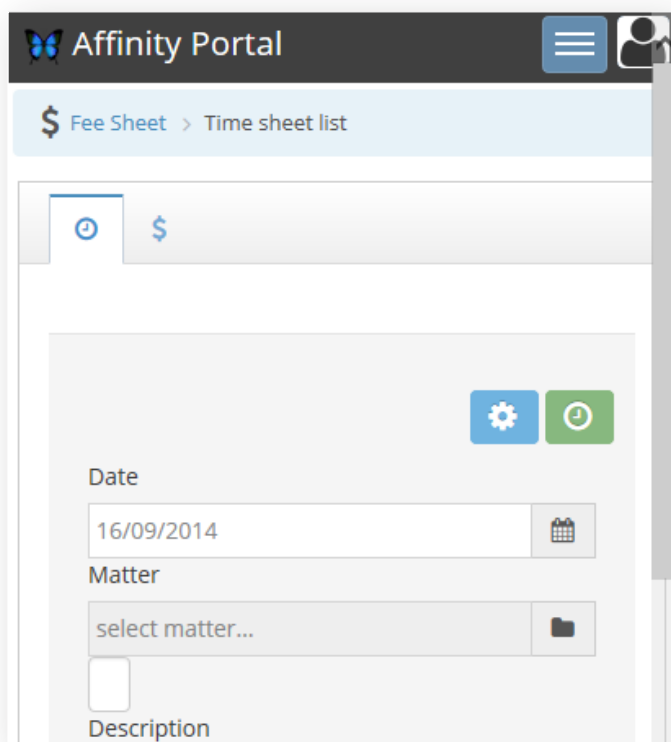 Affinity Portal
$ Fee Sheet > Time sheet list
$
Date
16/09/2014
Matter
select matter...
Description